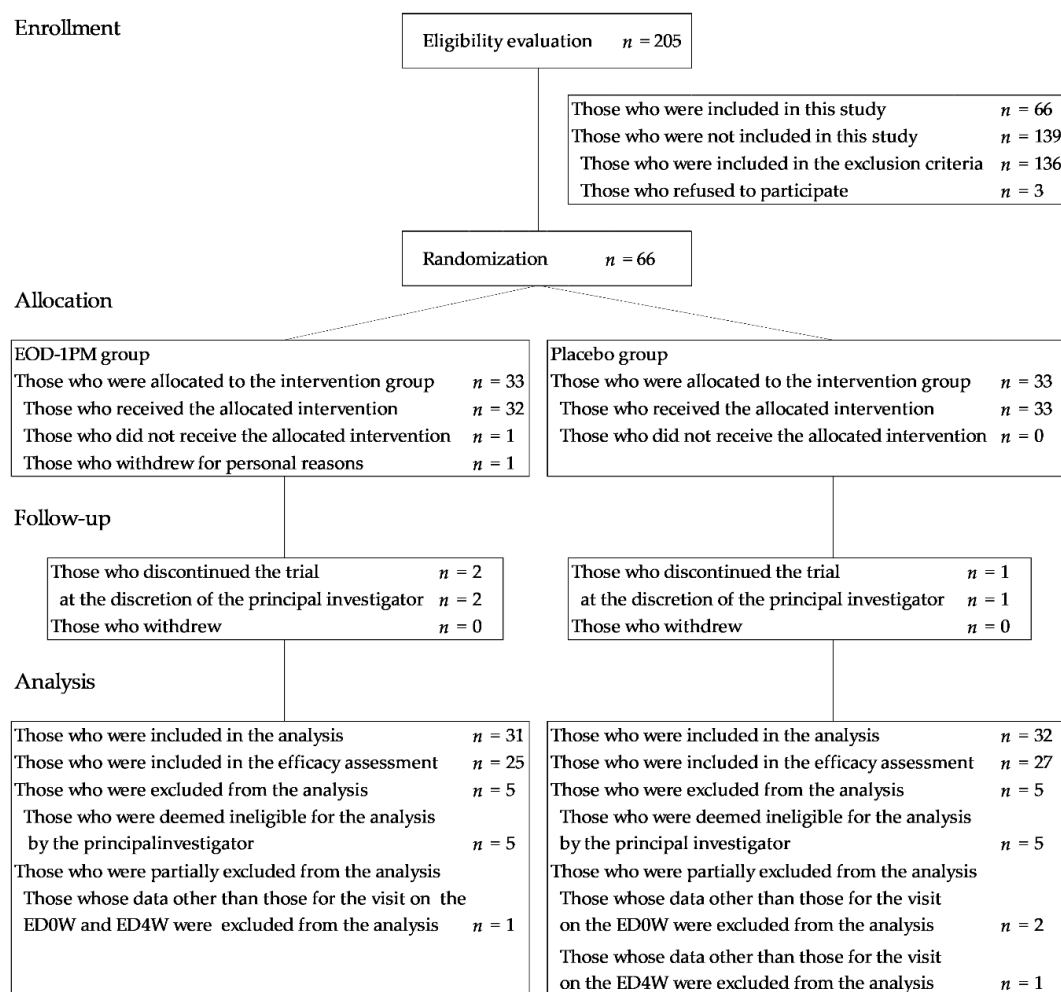 Enrollment
Eligibility evaluation n = 205
Those who were included in this study n = 66
Those who were not included in this study n = 139
Those who were included in the exclusion criteria n = 136
Those who refused to participate n = 3
Randomization n = 66
Allocation
EOD-1PM group
Those who were allocated to the intervention group n = 33
Those who received the allocated intervention n = 32
Those who did not receive the allocated intervention n = 1
Those who withdrew for personal reasons n = 1
Placebo group
Those who were allocated to the intervention group n = 33
Those who received the allocated intervention n = 33
Those who did not receive the allocated intervention n = 0
Follow-up
Those who discontinued the trial n = 2
at the discretion of the principal investigator n = 2
Those who withdrew n = 0
Those who discontinued the trial n = 1
at the discretion of the principal investigator n = 1
Those who withdrew n = 0
Analysis
Those who were included in the analysis n = 31
Those who were included in the efficacy assessment n = 25
Those who were excluded from the analysis n = 5
Those who were deemed ineligible for the analysis
by the principalinvestigator n = 5
Those who were partially excluded from the analysis
Those whose data other than those for the visit on the
ED0W and ED4W were excluded from the analysis n = 1
Those who were included in the analysis n = 32
Those who were included in the efficacy assessment n = 27
Those who were excluded from the analysis n = 5
Those who were deemed ineligible for the analysis
by the principal investigator n = 5
Those who were partially excluded from the analysis
Those whose data other than those for the visit
on the ED0W were excluded from the analysis n = 2
Those whose data other than those for the visit
on the ED4W were excluded from the analysis n = 1